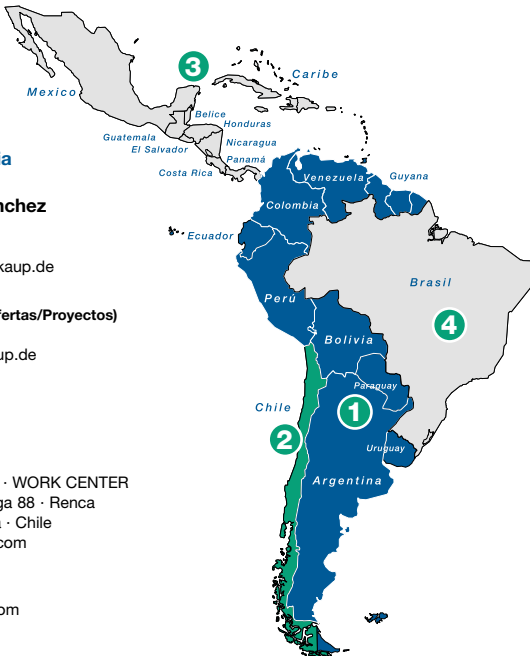 ia
nchez
kaup.de
fertas/Proyectos)
up.de
· WORK CENTER
ga 88 · Renca
a · Chile
com
om
3
Caribe
Mexico
Belice
Honduras
Guatemala
El Salvador
Nicaragua
Panamá
Costa Rica
Venezuela
Guyana
Colombia
Ecuador
Brasil
Perú
4
Bolivia
Paraguay
Chile
1
2
Uruguay
Argentina